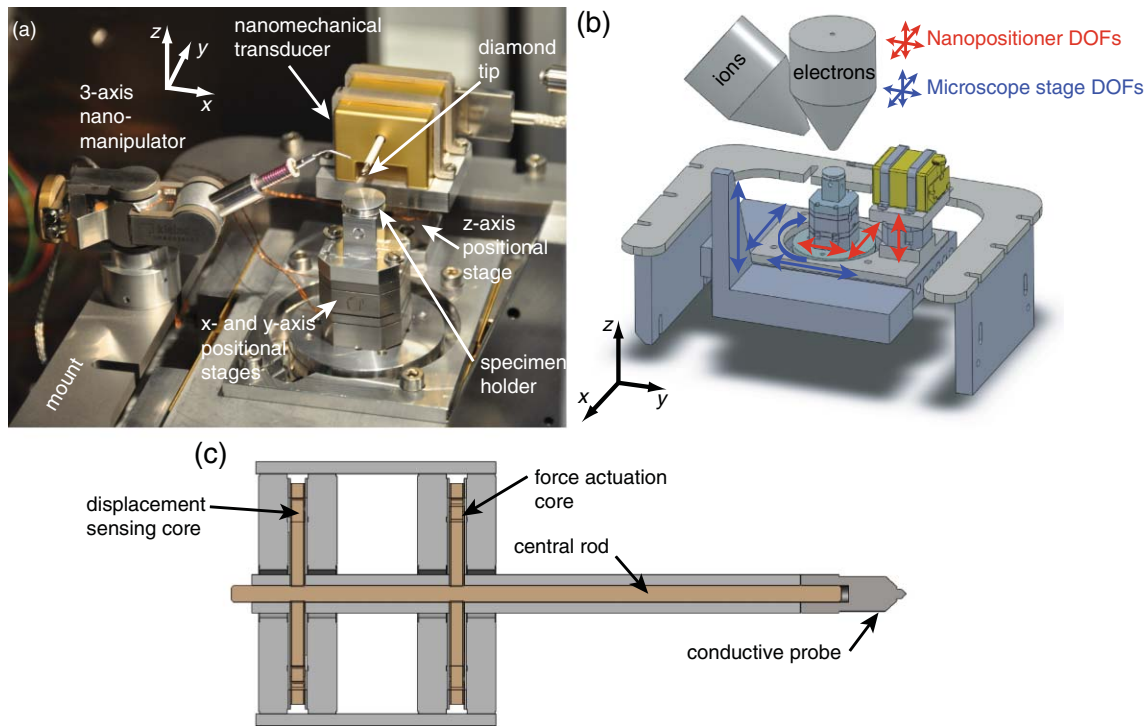 (a)
nanomechanical
transducer
diamond
tip
z
y
x
3-axis
nano-
manipulator
z-axis
positional
stage
x- and y-axis
positional
stages
specimen
holder
mount
(b)
ions
electrons
Nanopositioner DOFs
Microscope stage DOFs
z
x
y
(c)
displacement
sensing core
force actuation
core
central rod
conductive probe